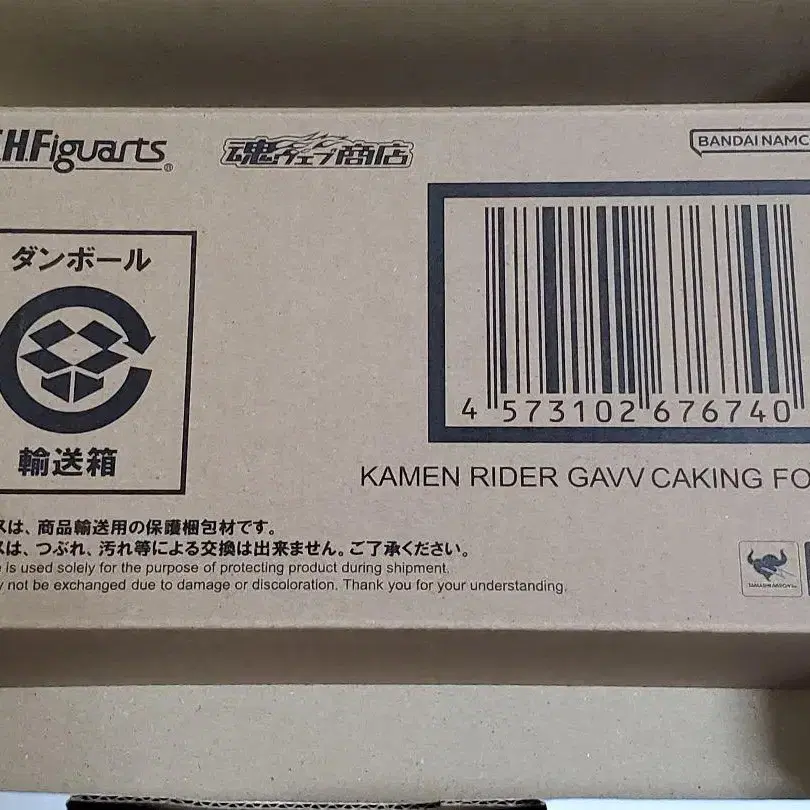 .H.Figuarts®
魂ウェブ商店
BANDAI NAMC
ダンボール
輸送箱
4 573102 676740
KAMEN RIDER GAVV CAKING FO
スは、商品輸送用の保護梱包材です。
スは、つぶれ、汚れ等による交換は出来ません。ご了承ください。
e is used solely for the purpose of protecting product during shipment.
y not be exchanged due to damage or discoloration. Thank you for your understanding.